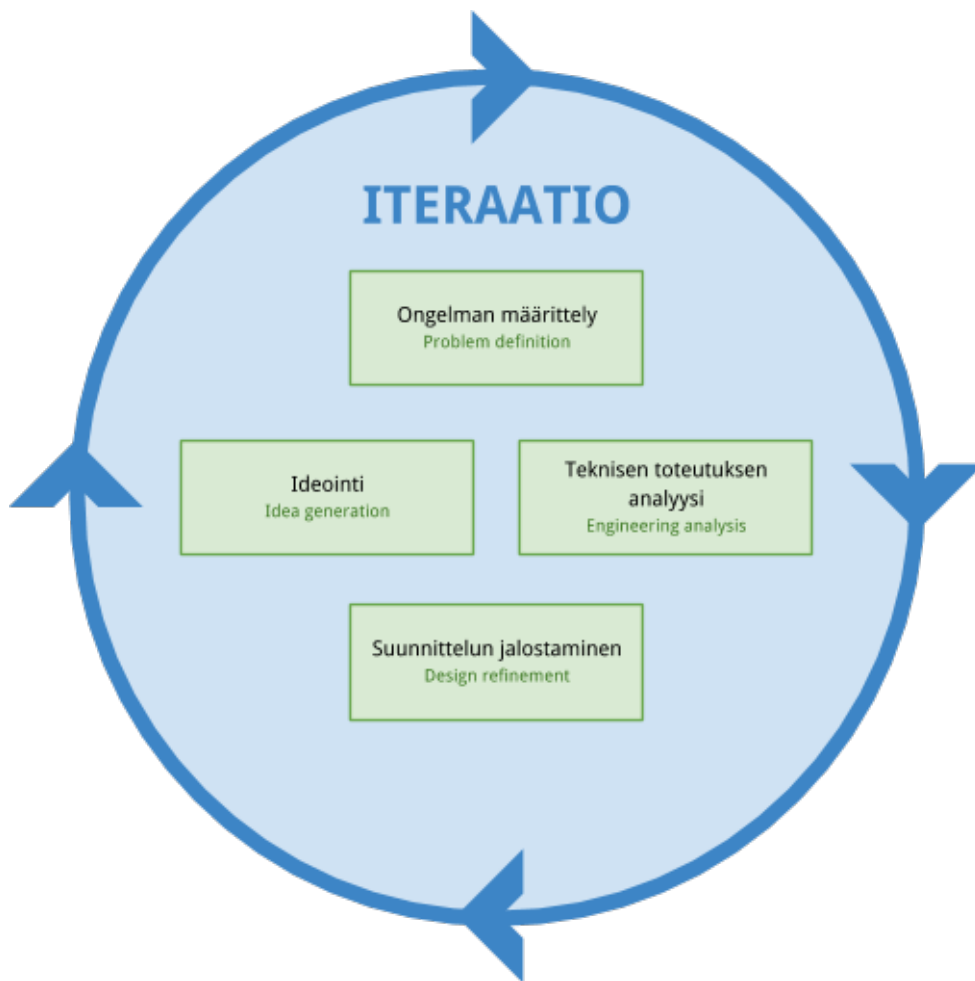 ITERAATIO
Ongelman määrittely
Problem definition
Ideointi
Idea generation
Teknisen toteutuksen
analyysi
Engineering analysis
Suunnittelun jalostaminen
Design refinement